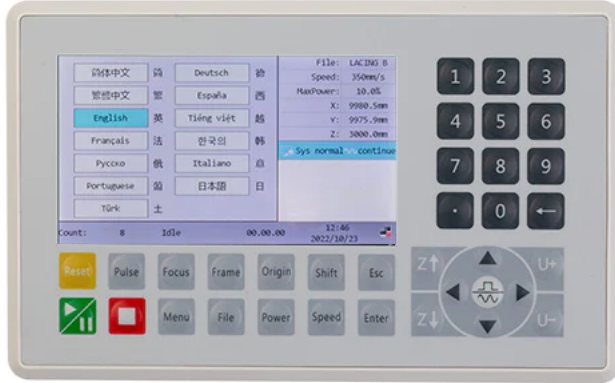 File: LACING B
Speed: 350mm/s
MaxPower: 10.0%
X: 9980.5mm
Y: 9975.9mm
Z: 3000.0mm
Sys normal continue
简体中文 简 Deutsch 德
繁體中文 繁 España 西
English 英 Tiếng việt 越
Français 法 한국의 韩
Русско 俄 Italiano 意
Portuguese 葡 日本語 日
Türk 土
Count: 8 Idle 00.00.00 12:46
2022/10/23
1 2 3
4 5 6
7 8 9
. 0 ←
Reset Pulse Focus Frame Origin Shift Esc
Menu File Power Speed Enter
Z↑ U+
Z↓ U-